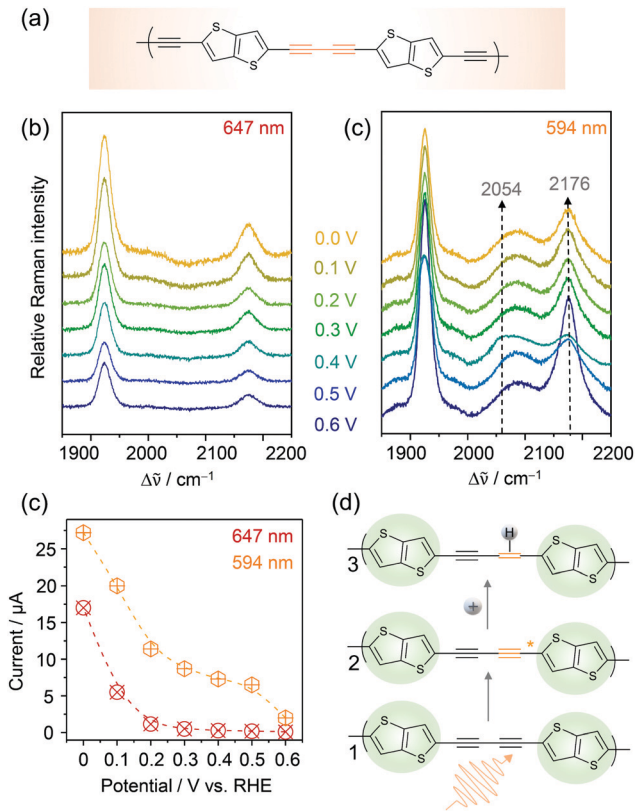 (a)
S
S
S
S
(b)
647 nm
(c)
594 nm
2054
2176
0.0 V
0.1 V
0.2 V
0.3 V
0.4 V
0.5 V
0.6 V
Relative Raman intensity
1900 2000 2100 2200
1900 2000 2100 2200
Δν̃ / cm⁻¹
Δν̃ / cm⁻¹
(c)
647 nm
594 nm
25
20
15
10
5
0
Current / µA
0 0.1 0.2 0.3 0.4 0.5 0.6
Potential / V vs. RHE
(d)
H
S
S
S
S
3
+
S
S
*
S
S
2
S
S
S
S
1